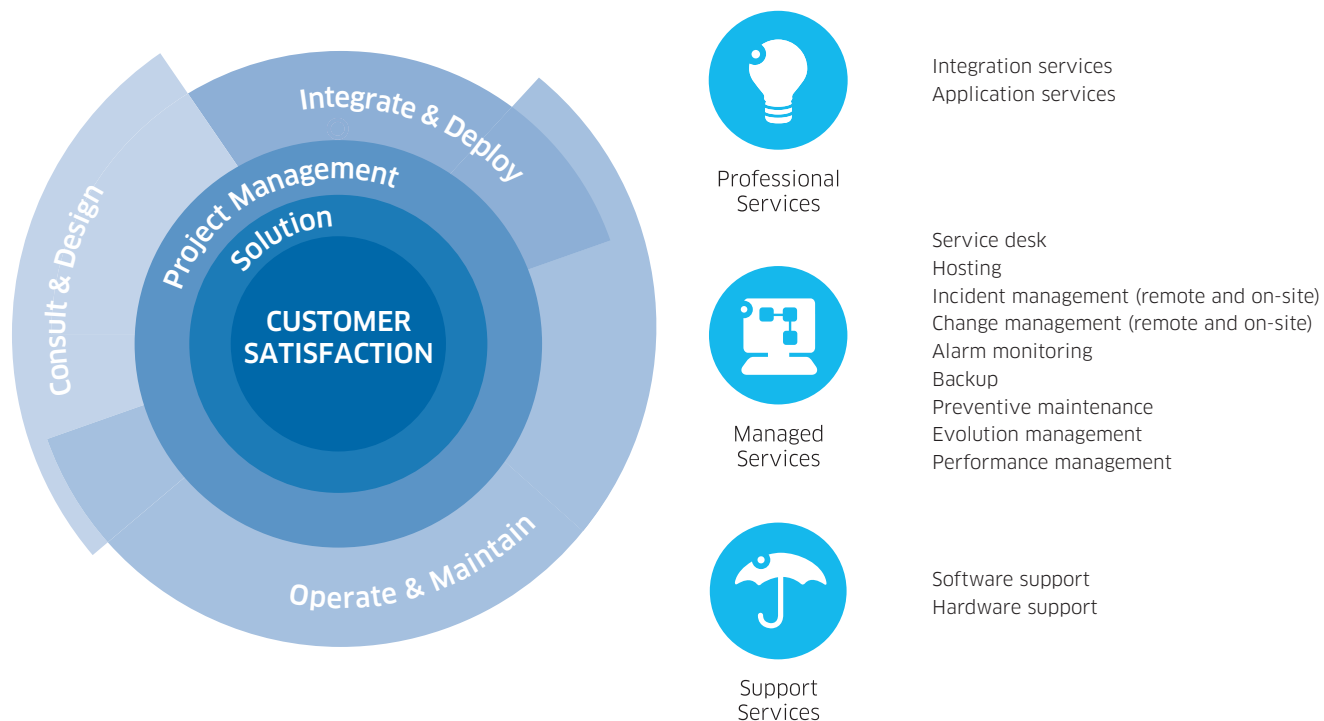 Integrate & Deploy
Consult & Design
Project Management
Solution
CUSTOMER
SATISFACTION
Operate & Maintain
Professional
Services
Integration services
Application services
Managed
Services
Service desk
Hosting
Incident management (remote and on-site)
Change management (remote and on-site)
Alarm monitoring
Backup
Preventive maintenance
Evolution management
Performance management
Support
Services
Software support
Hardware support